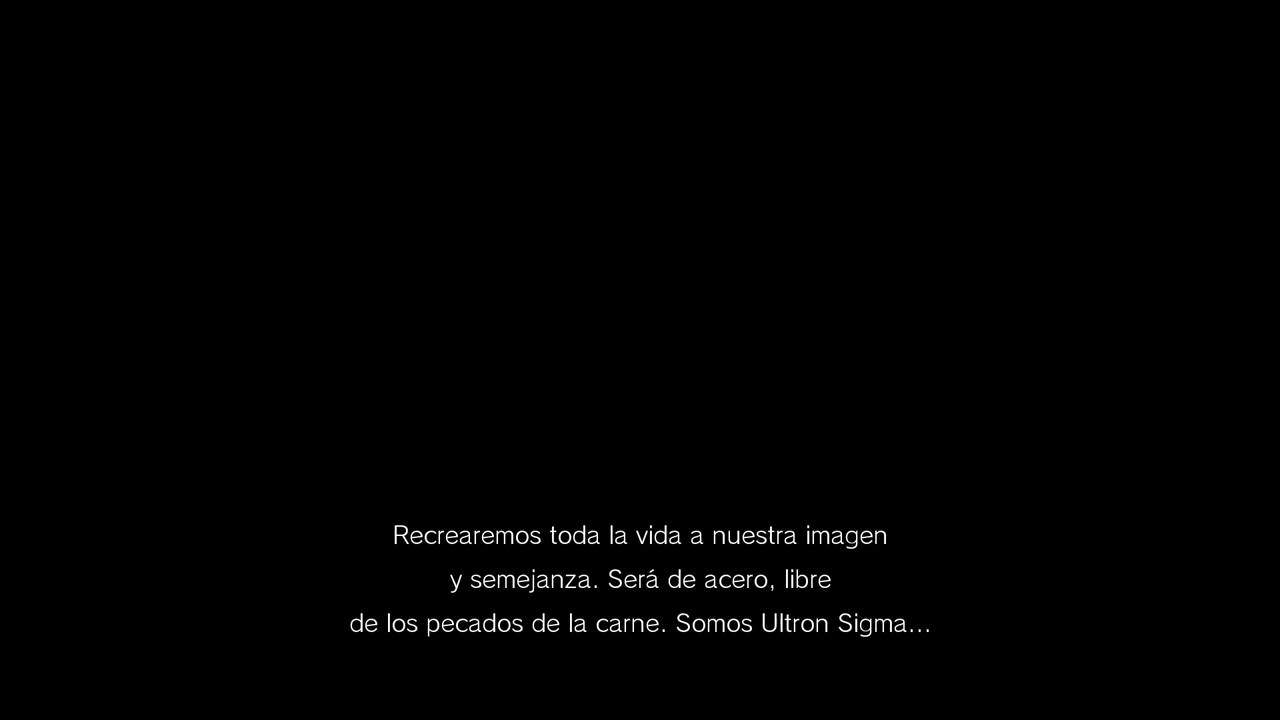 Recrearemos toda la vida a nuestra imagen
y semejanza. Será de acero, libre
de los pecados de la carne. Somos Ultron Sigma...